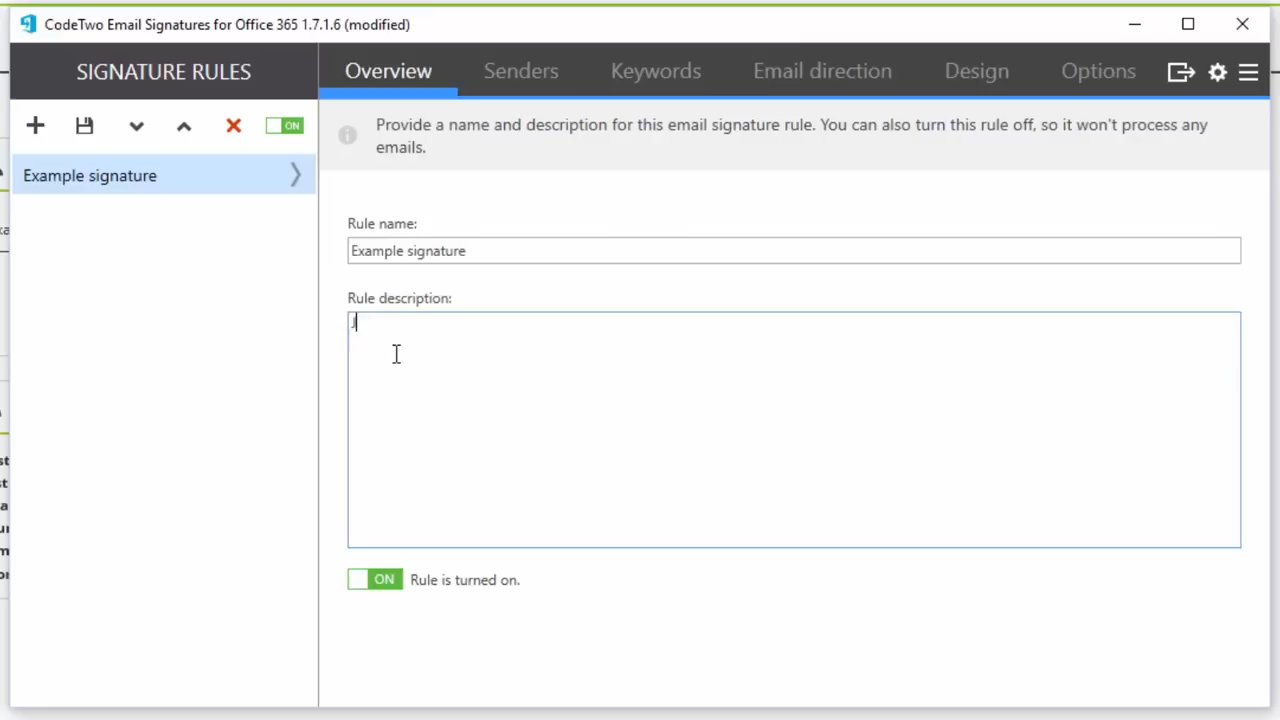 CodeTwo Email Signatures for Office 365 1.7.1.6 (modified)
SIGNATURE RULES
Overview
Senders
Keywords
Email direction
Design
Options
ON
Provide a name and description for this email signature rule. You can also turn this rule off, so it won't process any
emails.
Example signature
Rule name:
Example signature
Rule description:
J
ON
Rule is turned on.